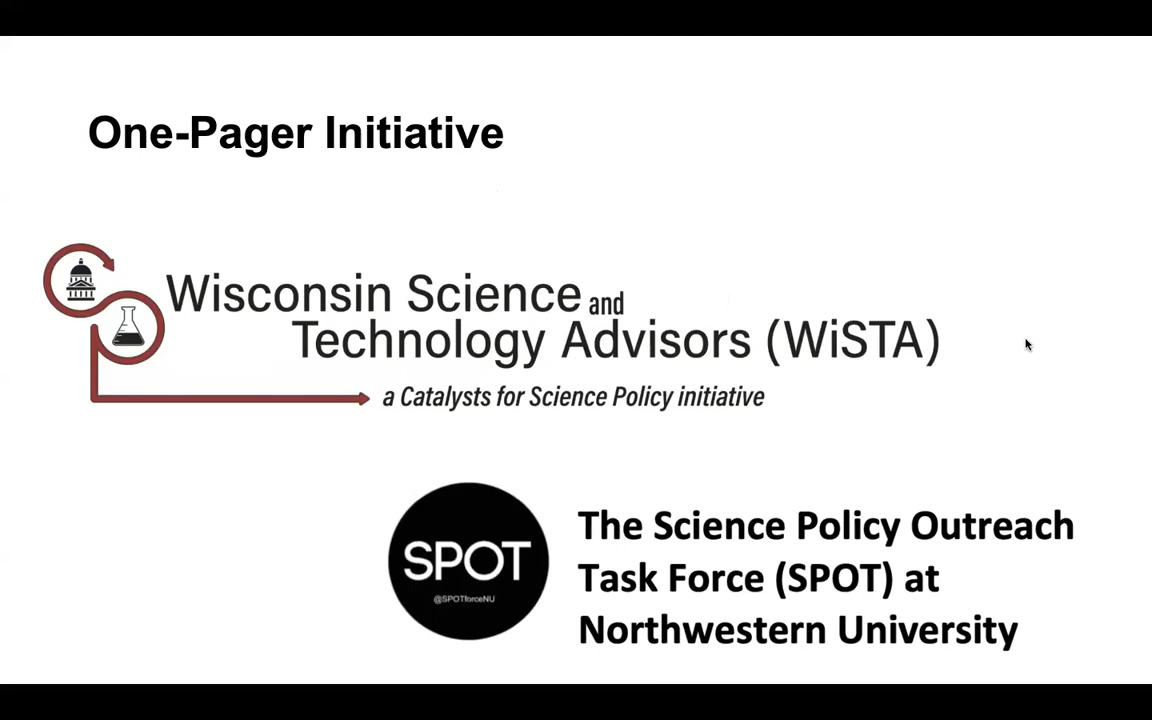 One-Pager Initiative
Wisconsin Science and
Technology Advisors (WiSTA)
a Catalysts for Science Policy initiative
SPOT
@SPOTforceNU
The Science Policy Outreach
Task Force (SPOT) at
Northwestern University